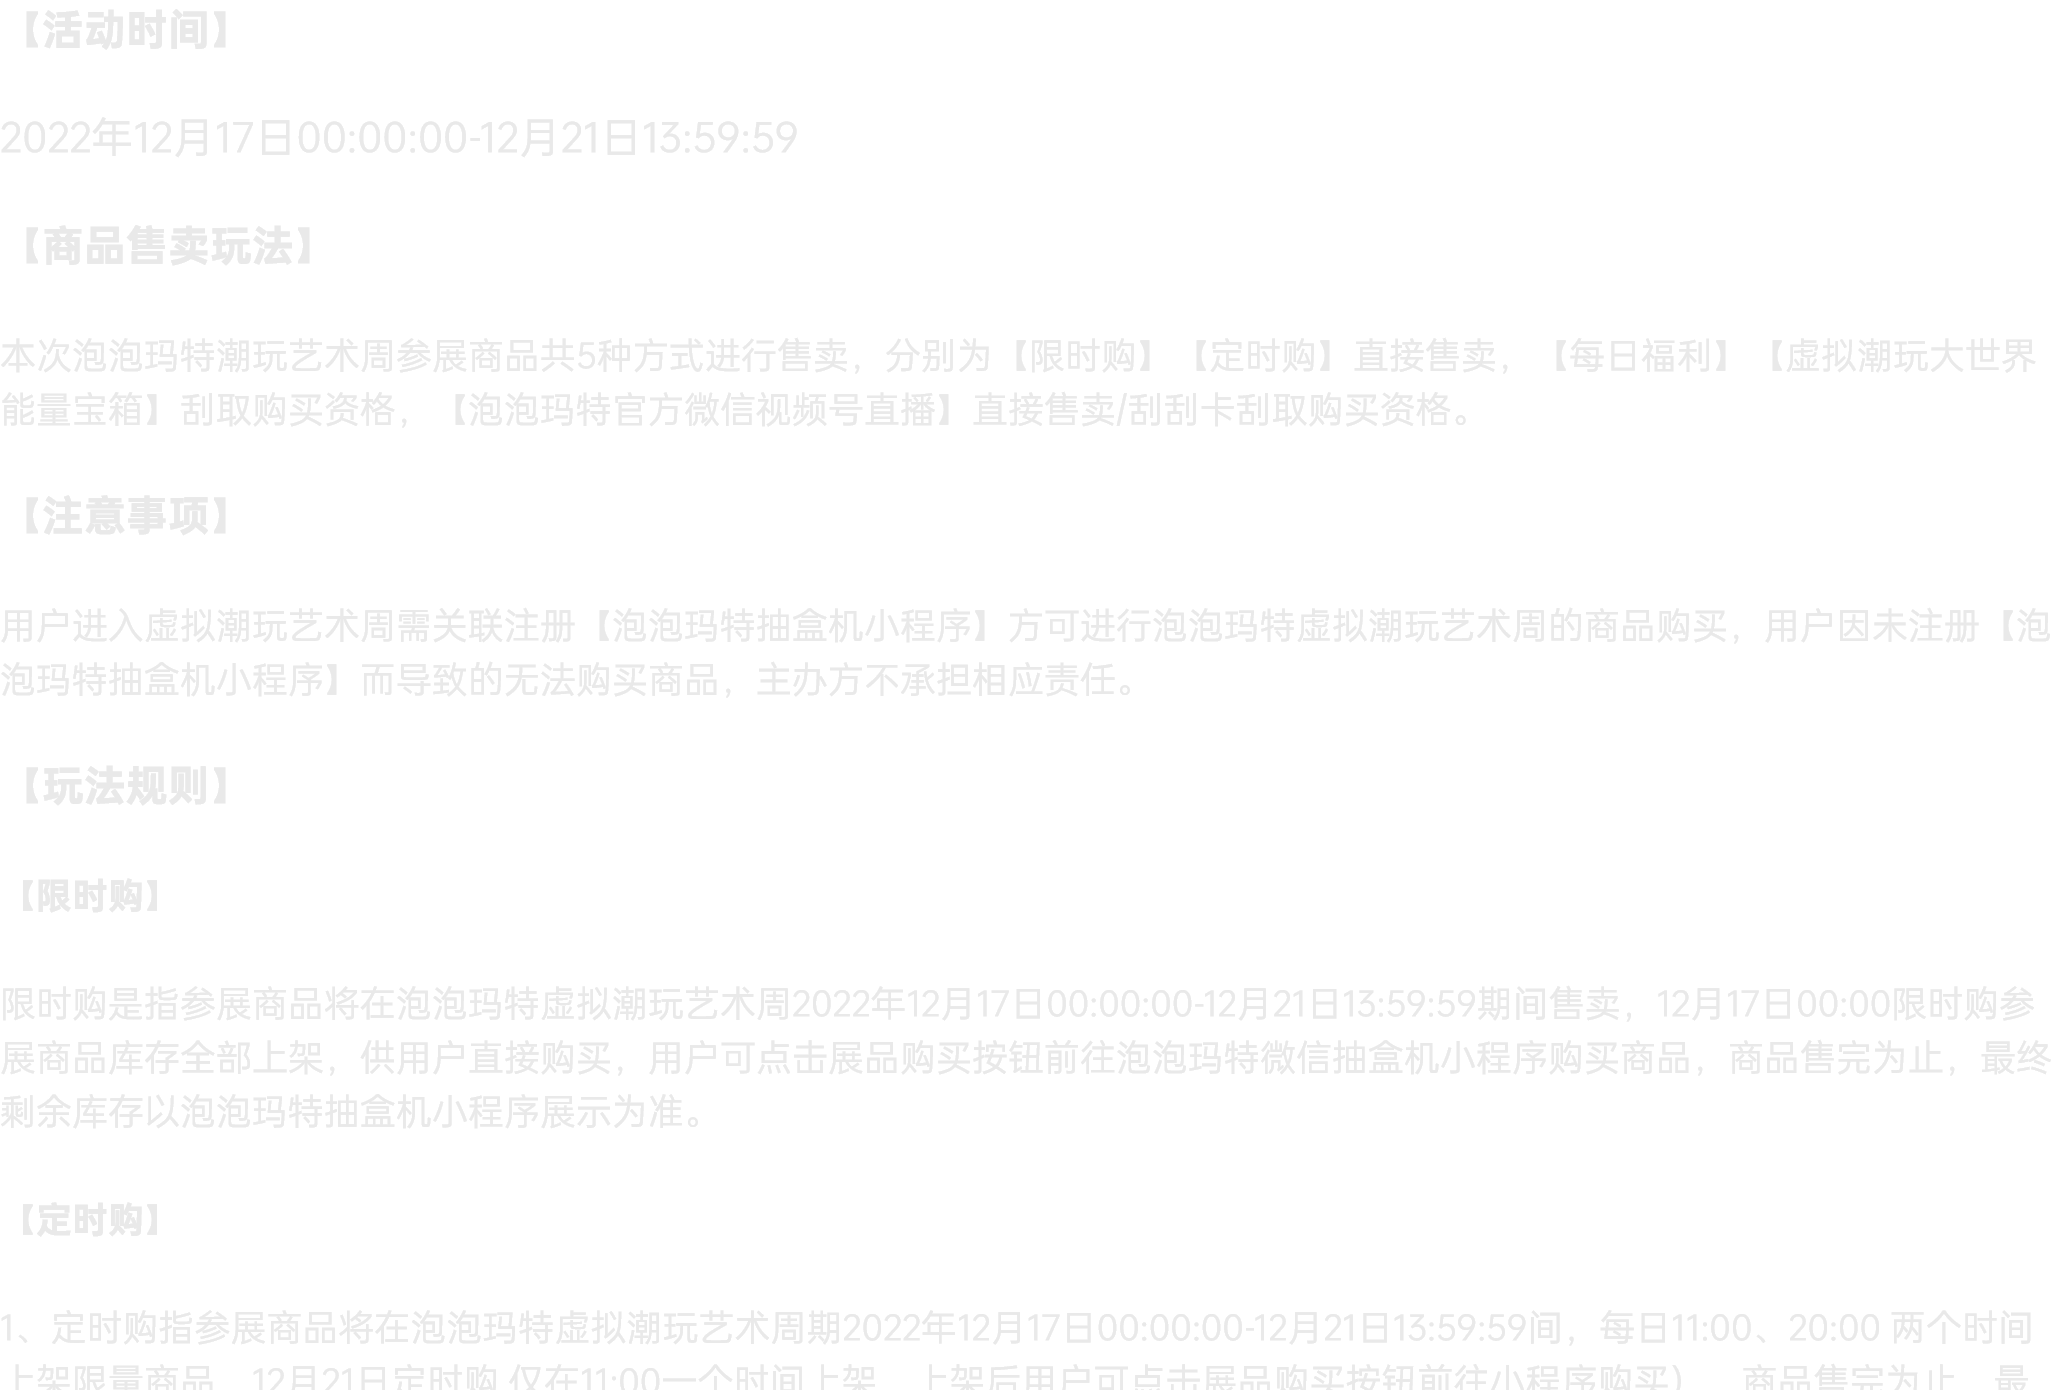 【活动时间】
2022年12月17日00:00:00-12月21日13:59:59
【商品售卖玩法】
本次泡泡玛特潮玩艺术周参展商品共5种方式进行售卖，分别为【限时购】【定时购】直接售卖，【每日福利】【虚拟潮玩大世界
能量宝箱】刮取购买资格，【泡泡玛特官方微信视频号直播】直接售卖/刮刮卡刮取购买资格。
【注意事项】
用户进入虚拟潮玩艺术周需关联注册【泡泡玛特抽盒机小程序】方可进行泡泡玛特虚拟潮玩艺术周的商品购买，用户因未注册【泡
泡玛特抽盒机小程序】而导致的无法购买商品，主办方不承担相应责任。
【玩法规则】
【限时购】
限时购是指参展商品将在泡泡玛特虚拟潮玩艺术周2022年12月17日00:00:00-12月21日13:59:59期间售卖，12月17日00:00限时购参
展商品库存全部上架，供用户直接购买，用户可点击展品购买按钮前往泡泡玛特微信抽盒机小程序购买商品，商品售完为止，最终
剩余库存以泡泡玛特抽盒机小程序展示为准。
【定时购】
1、定时购指参展商品将在泡泡玛特虚拟潮玩艺术周期2022年12月17日00:00:00-12月21日13:59:59间，每日11:00、20:00 两个时间
上架限量商品，12月21日定时购 仅在11:00一个时间上架，上架后用户可点击展品购买按钮前往小程序购买），商品售完为止，最